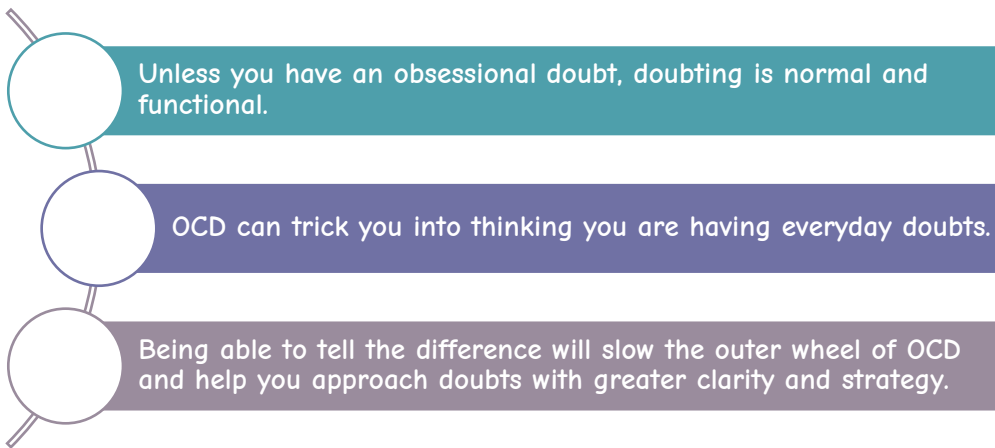 Unless you have an obsessional doubt, doubting is normal and
functional.
OCD can trick you into thinking you are having everyday doubts.
Being able to tell the difference will slow the outer wheel of OCD
and help you approach doubts with greater clarity and strategy.